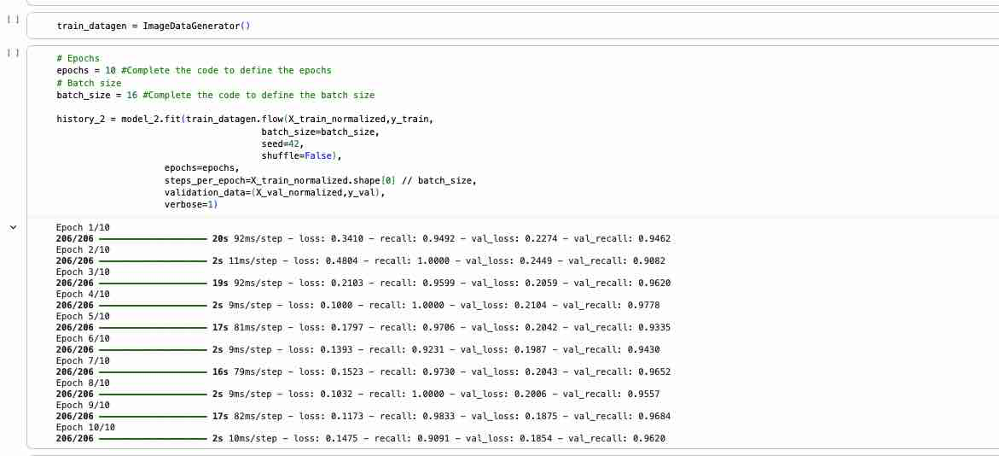 [ ]
train_datagen = ImageDataGenerator()
[ ]
# Epochs
epochs = 10 #Complete the code to define the epochs
# Batch size
batch_size = 16 #Complete the code to define the batch size

history_2 = model_2.fit(train_datagen.flow(X_train_normalized,y_train,
batch_size=batch_size,
seed=42,
shuffle=False),
epochs=epochs,
steps_per_epoch=X_train_normalized.shape[0] // batch_size,
validation_data=(X_val_normalized,y_val),
verbose=1)
Epoch 1/10
206/206 ━━━━━━━━━━━━━━━━━━━━ 20s 92ms/step - loss: 0.3410 - recall: 0.9492 - val_loss: 0.2274 - val_recall: 0.9462
Epoch 2/10
206/206 ━━━━━━━━━━━━━━━━━━━━ 2s 11ms/step - loss: 0.4804 - recall: 1.0000 - val_loss: 0.2449 - val_recall: 0.9082
Epoch 3/10
206/206 ━━━━━━━━━━━━━━━━━━━━ 19s 92ms/step - loss: 0.2103 - recall: 0.9599 - val_loss: 0.2059 - val_recall: 0.9620
Epoch 4/10
206/206 ━━━━━━━━━━━━━━━━━━━━ 2s 9ms/step - loss: 0.1000 - recall: 1.0000 - val_loss: 0.2104 - val_recall: 0.9778
Epoch 5/10
206/206 ━━━━━━━━━━━━━━━━━━━━ 17s 81ms/step - loss: 0.1797 - recall: 0.9706 - val_loss: 0.2042 - val_recall: 0.9335
Epoch 6/10
206/206 ━━━━━━━━━━━━━━━━━━━━ 2s 9ms/step - loss: 0.1393 - recall: 0.9231 - val_loss: 0.1987 - val_recall: 0.9430
Epoch 7/10
206/206 ━━━━━━━━━━━━━━━━━━━━ 16s 79ms/step - loss: 0.1523 - recall: 0.9730 - val_loss: 0.2043 - val_recall: 0.9652
Epoch 8/10
206/206 ━━━━━━━━━━━━━━━━━━━━ 2s 9ms/step - loss: 0.1032 - recall: 1.0000 - val_loss: 0.2006 - val_recall: 0.9557
Epoch 9/10
206/206 ━━━━━━━━━━━━━━━━━━━━ 17s 82ms/step - loss: 0.1173 - recall: 0.9833 - val_loss: 0.1875 - val_recall: 0.9684
Epoch 10/10
206/206 ━━━━━━━━━━━━━━━━━━━━ 2s 10ms/step - loss: 0.1475 - recall: 0.9091 - val_loss: 0.1854 - val_recall: 0.9620